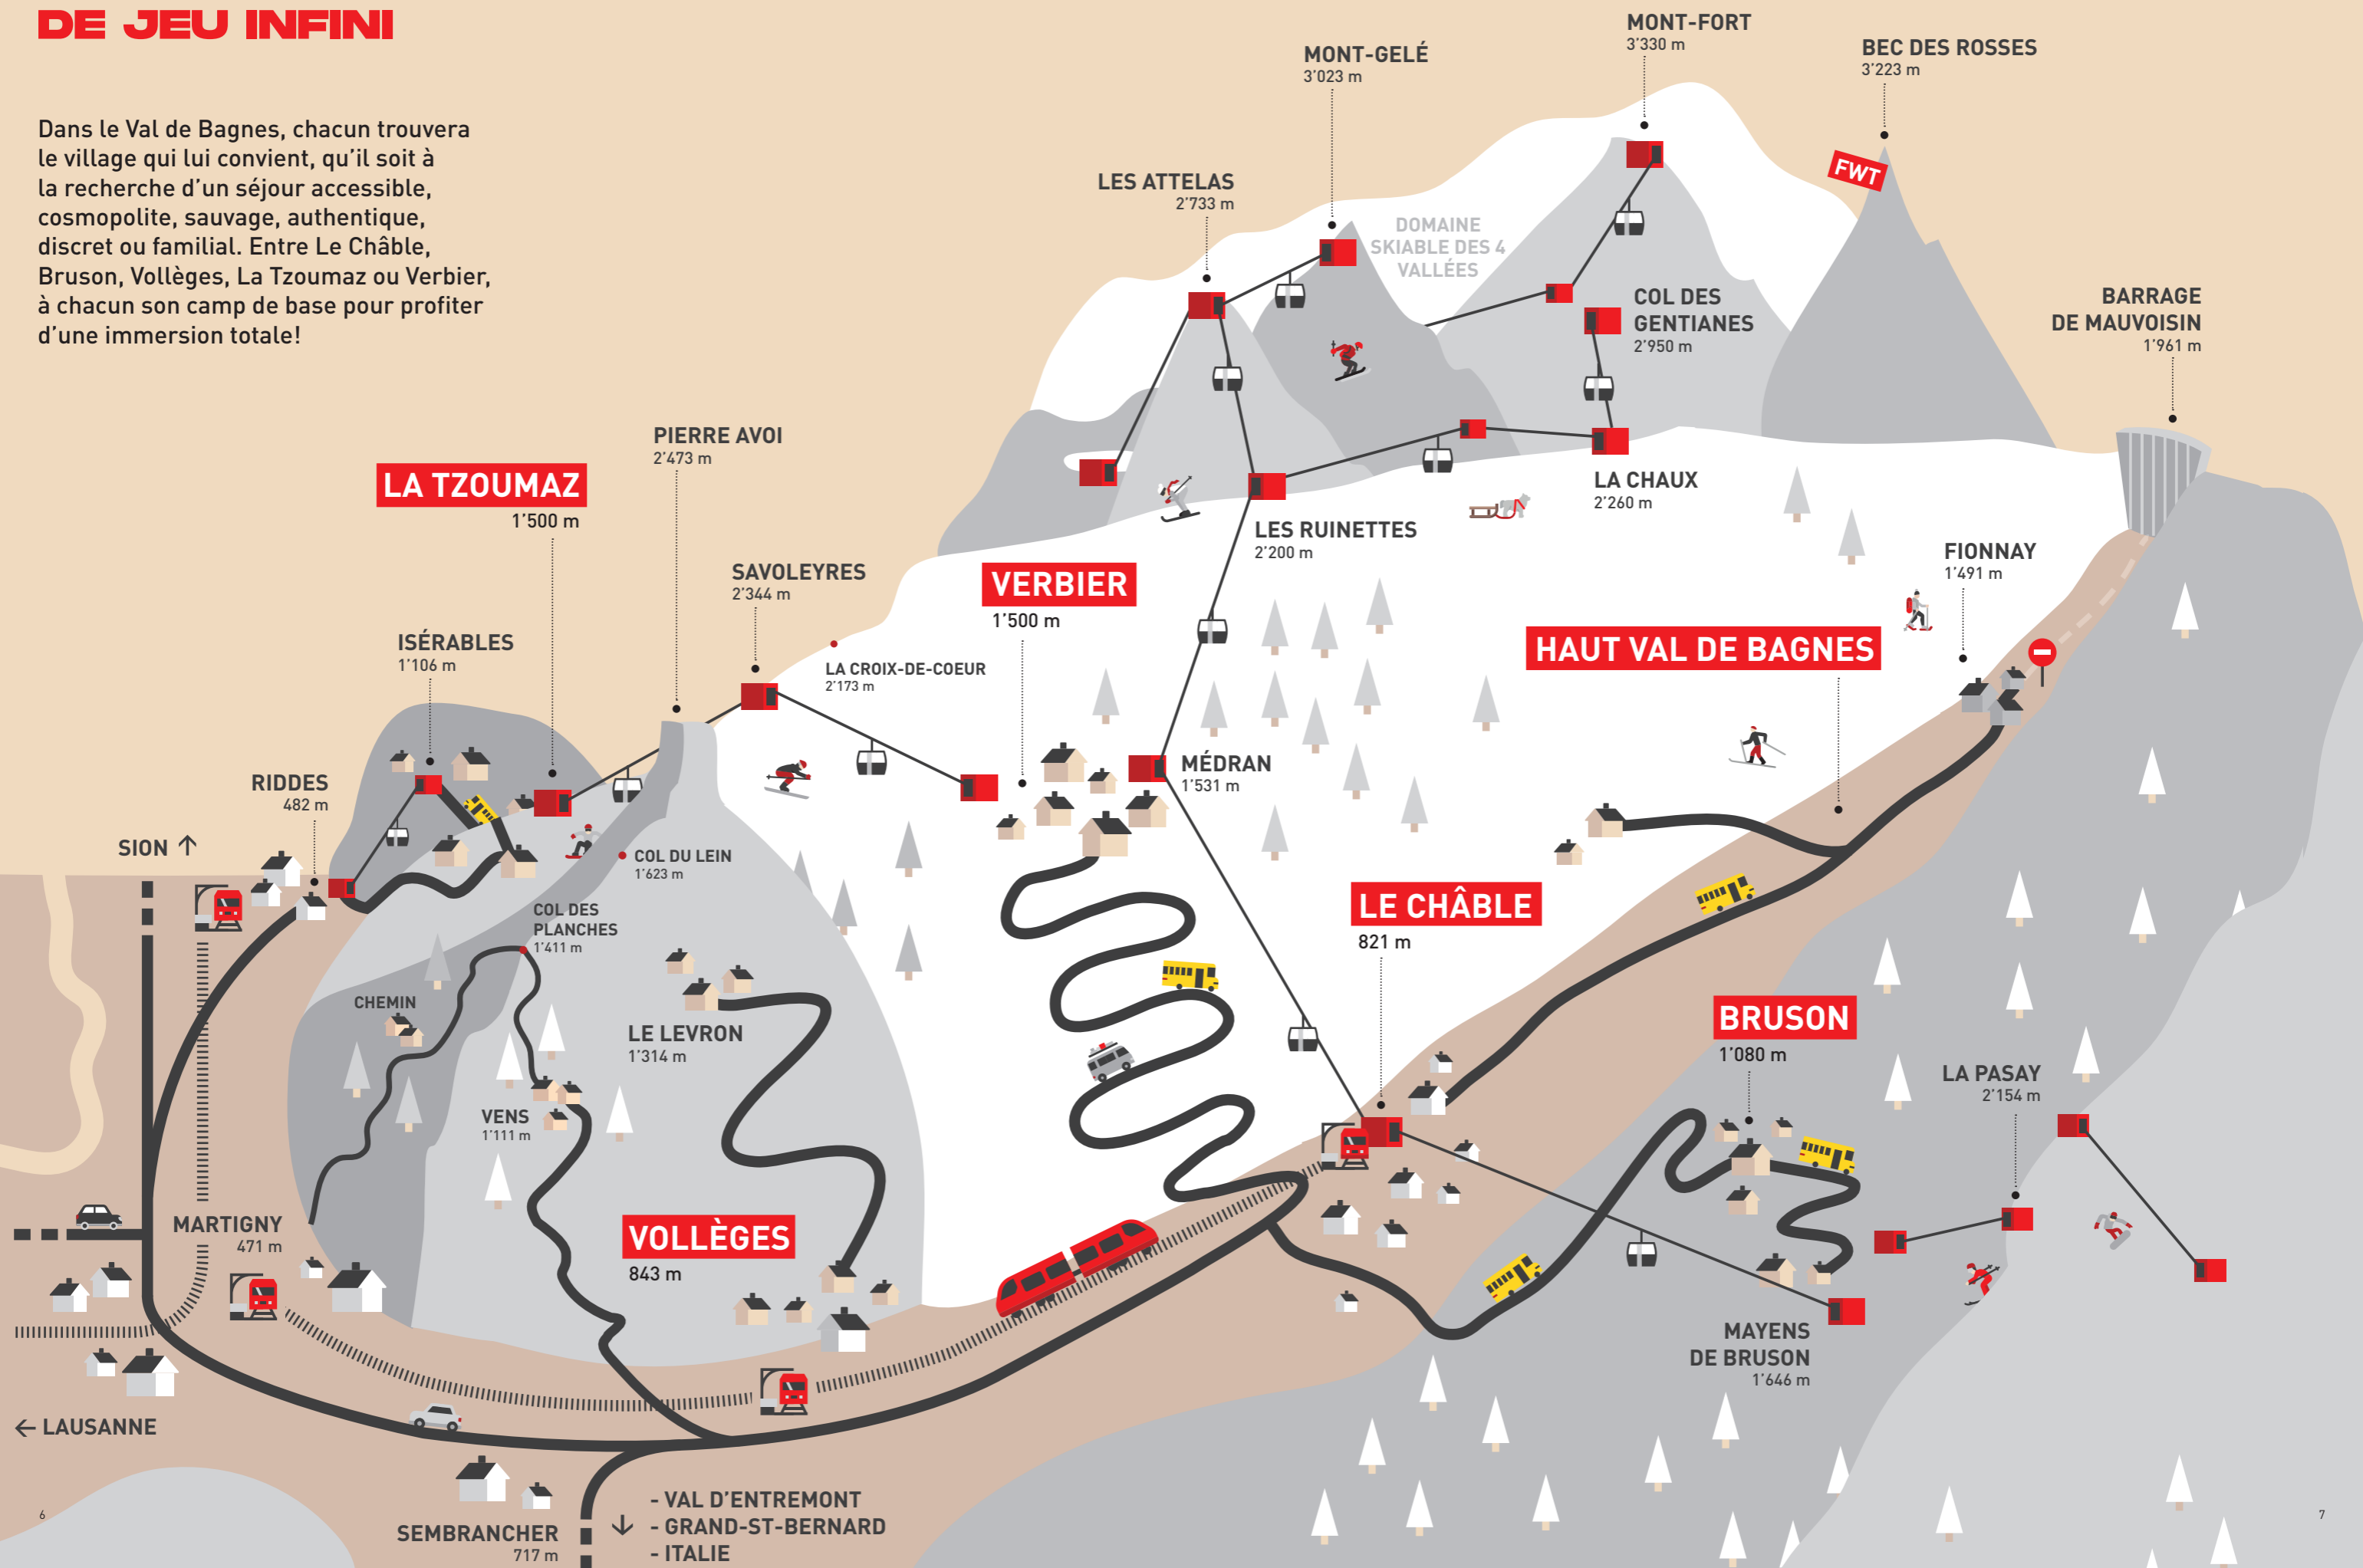 DE JEU INFINI
Dans le Val de Bagnes, chacun trouvera
le village qui lui convient, qu’il soit à
la recherche d’un séjour accessible,
cosmopolite, sauvage, authentique,
discret ou familial. Entre Le Châble,
Bruson, Vollèges, La Tzoumaz ou Verbier,
à chacun son camp de base pour profiter
d’une immersion totale!
MONT-FORT
3’330 m
BEC DES ROSSES
3’223 m
MONT-GELÉ
3’023 m
FWT
LES ATTELAS
2’733 m
DOMAINE
SKIABLE DES 4
VALLÉES
COL DES
GENTIANES
2’950 m
BARRAGE
DE MAUVOISIN
1’961 m
PIERRE AVOI
2’473 m
LA TZOUMAZ
1’500 m
LA CHAUX
2’260 m
LES RUINETTES
2’200 m
FIONNAY
1’491 m
SAVOLEYRES
2’344 m
VERBIER
1’500 m
ISÉRABLES
1’106 m
LA CROIX-DE-COEUR
2’173 m
HAUT VAL DE BAGNES
RIDDES
482 m
MÉDRAN
1’531 m
SION ↑
COL DU LEIN
1’623 m
COL DES
PLANCHES
1’411 m
LE CHÂBLE
821 m
CHEMIN
LE LEVRON
1’314 m
BRUSON
1’080 m
LA PASAY
2’154 m
VENS
1’111 m
MARTIGNY
471 m
VOLLÈGES
843 m
MAYENS
DE BRUSON
1’646 m
← LAUSANNE
SEMBRANCHER
717 m
↓
- VAL D’ENTREMONT
- GRAND-ST-BERNARD
- ITALIE
6
7